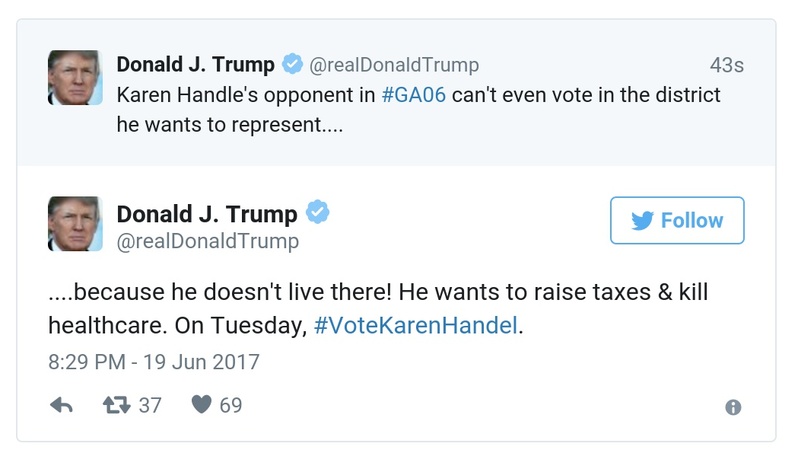 Donald J. Trump @realDonaldTrump 43s
Karen Handle's opponent in #GA06 can't even vote in the district
he wants to represent....
Donald J. Trump
@realDonaldTrump
Follow
....because he doesn't live there! He wants to raise taxes & kill
healthcare. On Tuesday, #VoteKarenHandel.
8:29 PM - 19 Jun 2017
37 69